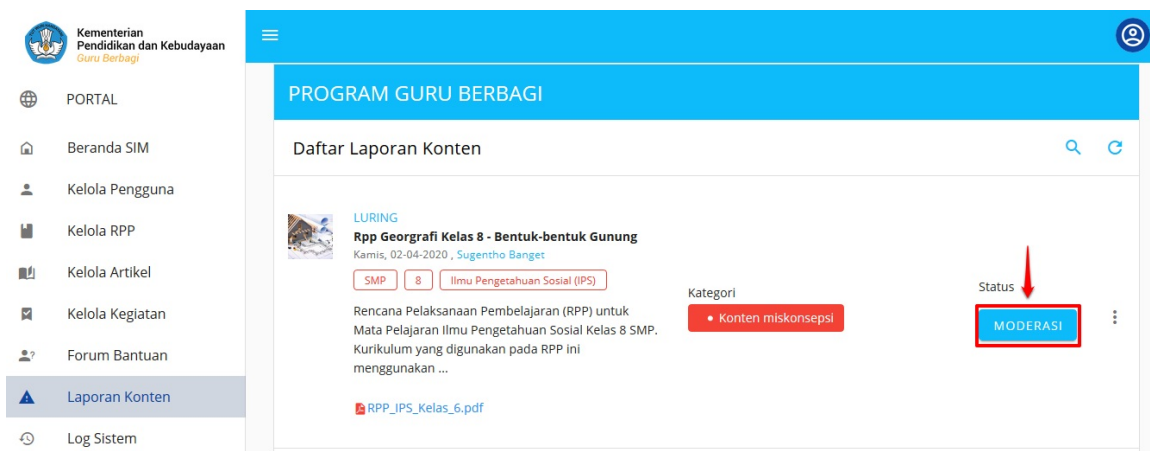 Kementerian
Pendidikan dan Kebudayaan
Guru Berbagi
PORTAL
Beranda SIM
Kelola Pengguna
Kelola RPP
Kelola Artikel
Kelola Kegiatan
Forum Bantuan
Laporan Konten
Log Sistem
PROGRAM GURU BERBAGI
Daftar Laporan Konten
LURING
Rpp Georgrafi Kelas 8 - Bentuk-bentuk Gunung
Kamis, 02-04-2020 , Sugentho Banget
SMP 8 Ilmu Pengetahuan Sosial (IPS)
Rencana Pelaksanaan Pembelajaran (RPP) untuk
Mata Pelajaran Ilmu Pengetahuan Sosial Kelas 8 SMP.
Kurikulum yang digunakan pada RPP ini
menggunakan ...
RPP_IPS_Kelas_6.pdf
Kategori
• Konten miskonsepsi
Status
MODERASI